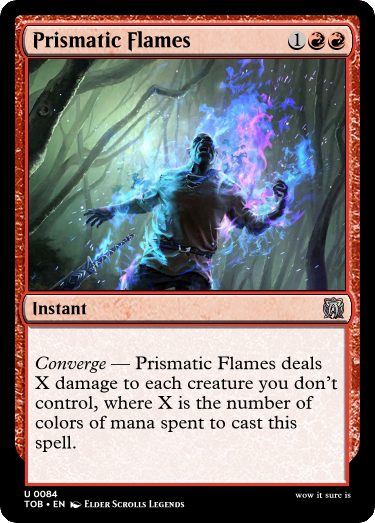 Prismatic Flames 1
Instant
Converge — Prismatic Flames deals
X damage to each creature you don't
control, where X is the number of
colors of mana spent to cast this
spell.
U 0084
TOB • EN Elder Scrolls Legends
wow it sure is